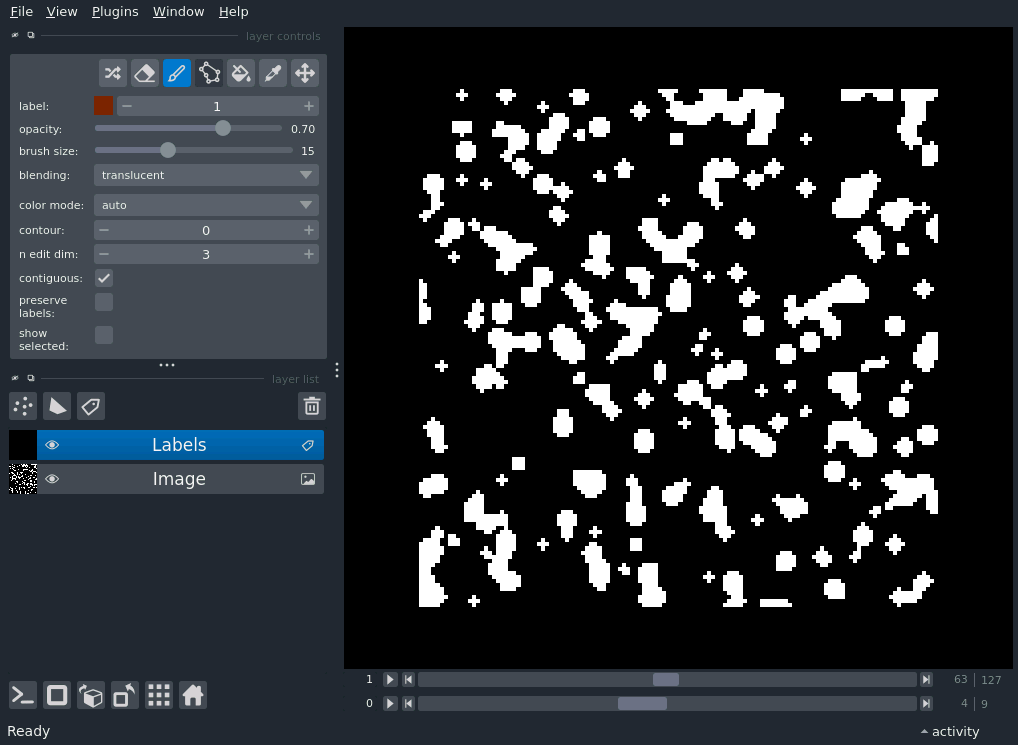 File View Plugins Window Help
layer controls
label: 1
opacity: 0.70
brush size: 15
blending: translucent
color mode: auto
contour: 0
n edit dim: 3
contiguous:
preserve
labels:
show
selected:
layer list
Labels
Image
1 63 127
0 4 9
Ready activity